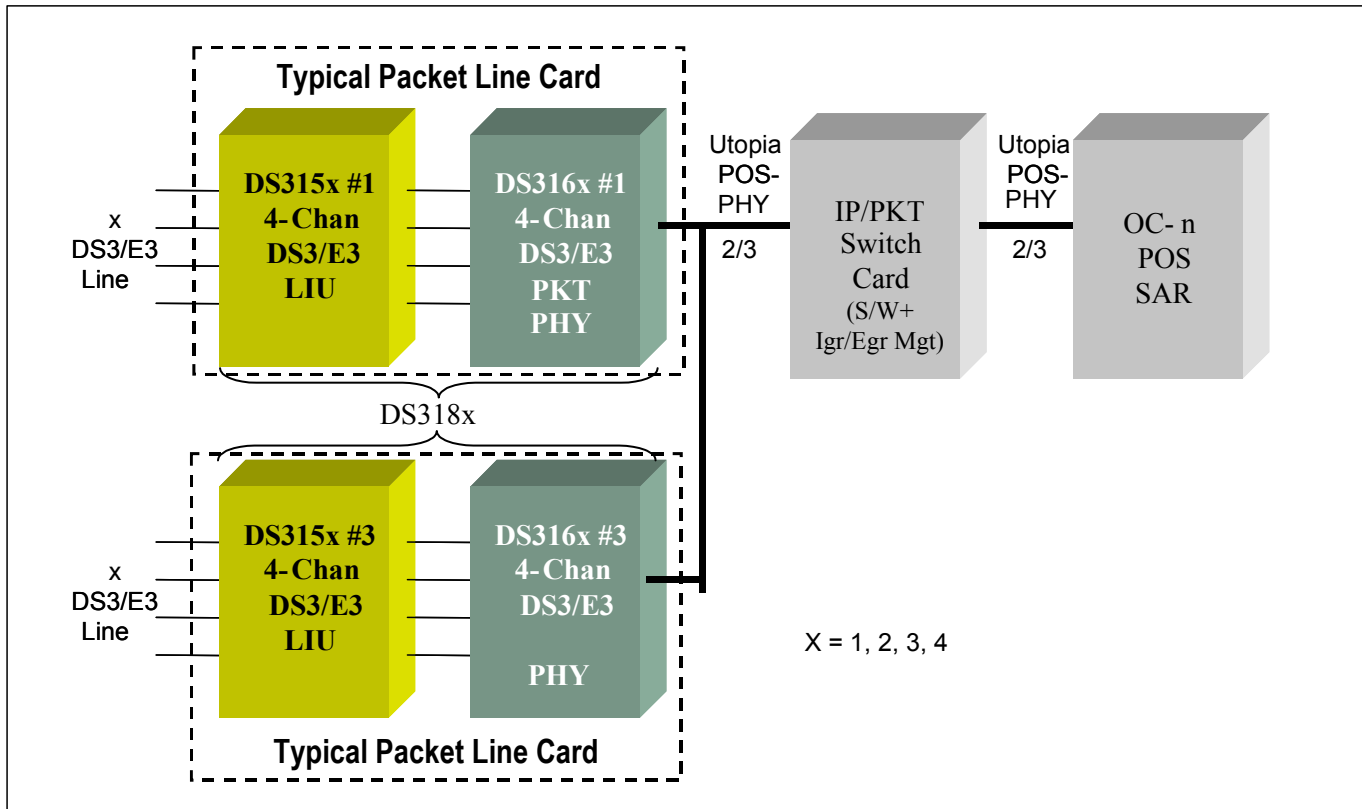 Typical Packet Line Card
DS315x #1
4-Chan
DS3/E3
LIU
DS316x #1
4-Chan
DS3/E3
PKT
PHY
x
DS3/E3
Line
Utopia
POS-
PHY
2/3
IP/PKT
Switch
Card
(S/W+
Igr/Egr Mgt)
Utopia
POS-
PHY
2/3
OC- n
POS
SAR
DS318x
DS315x #3
4-Chan
DS3/E3
LIU
DS316x #3
4-Chan
DS3/E3
PHY
x
DS3/E3
Line
X = 1, 2, 3, 4
Typical Packet Line Card